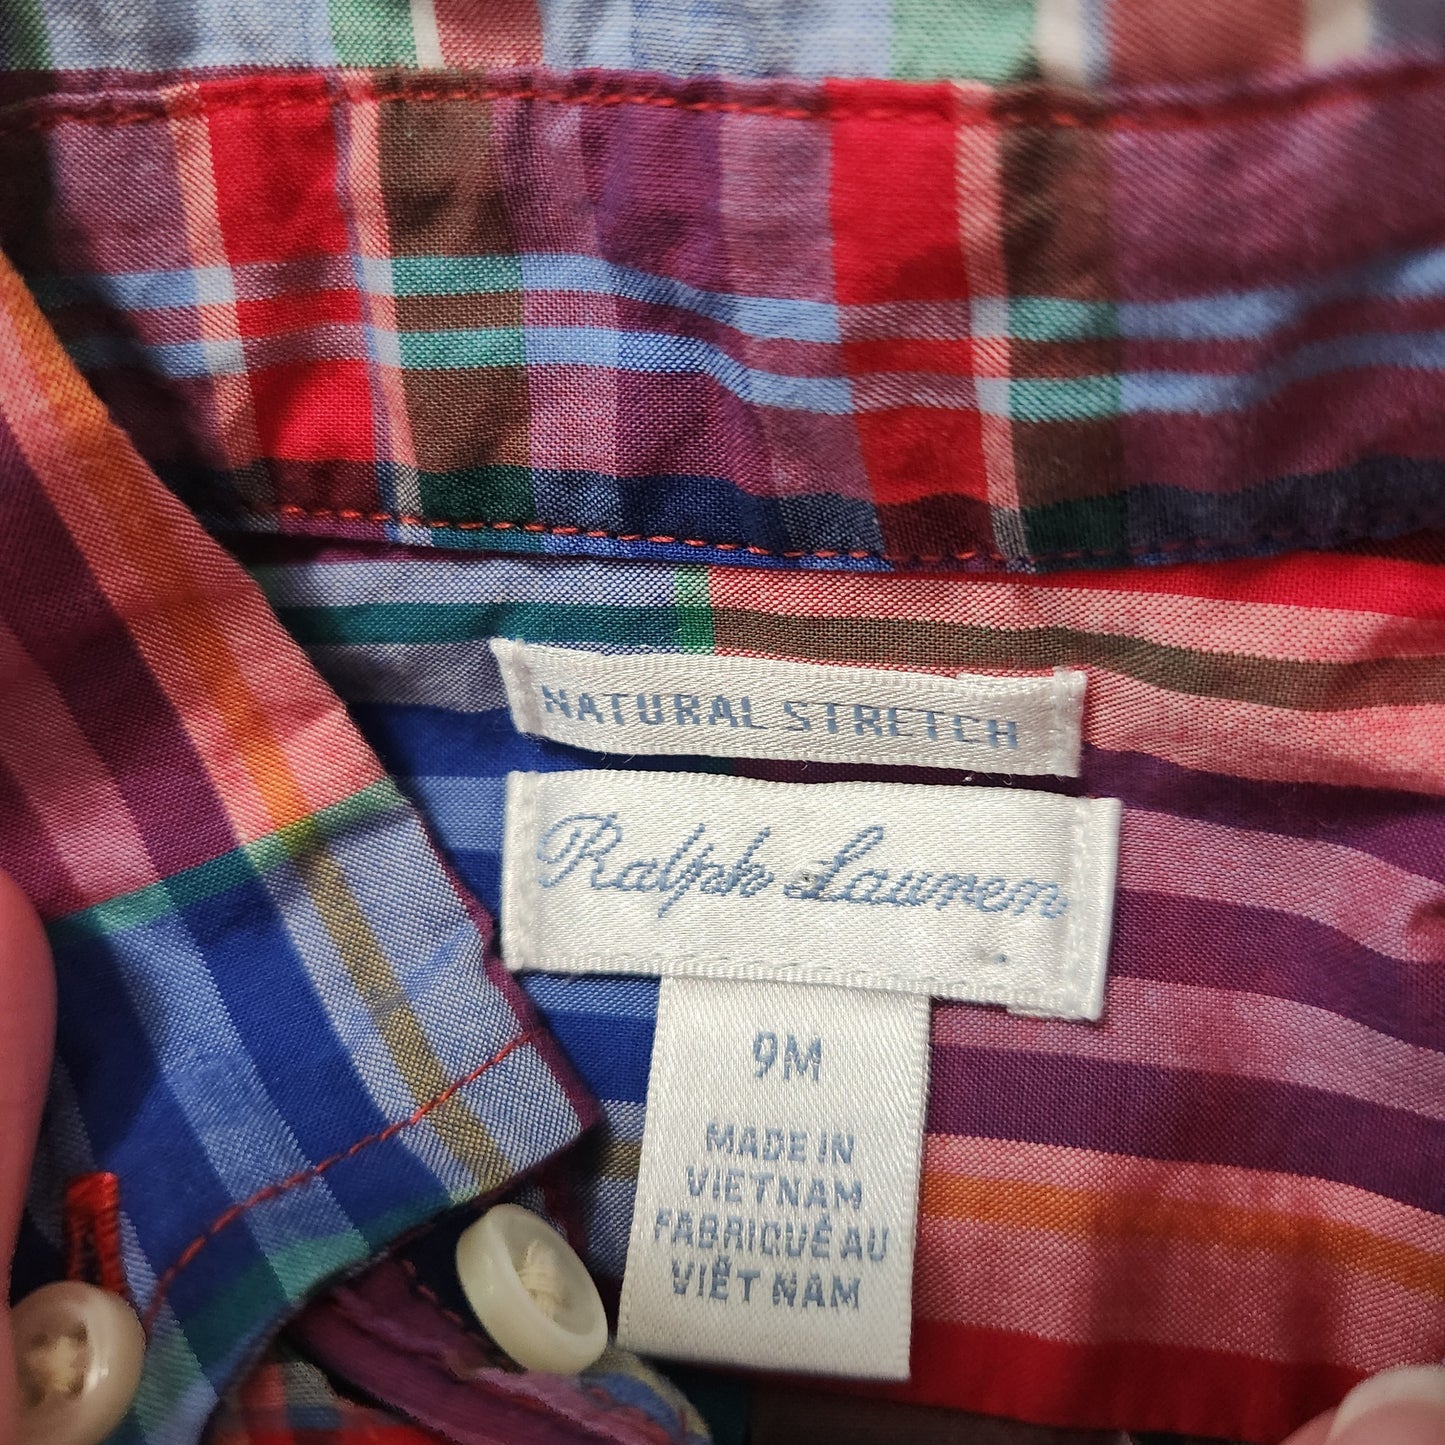 NATURAL STRETCH
Ralph Lauren
9M
MADE IN
VIETNAM
FABRIQUÉ AU
VIÊT NAM